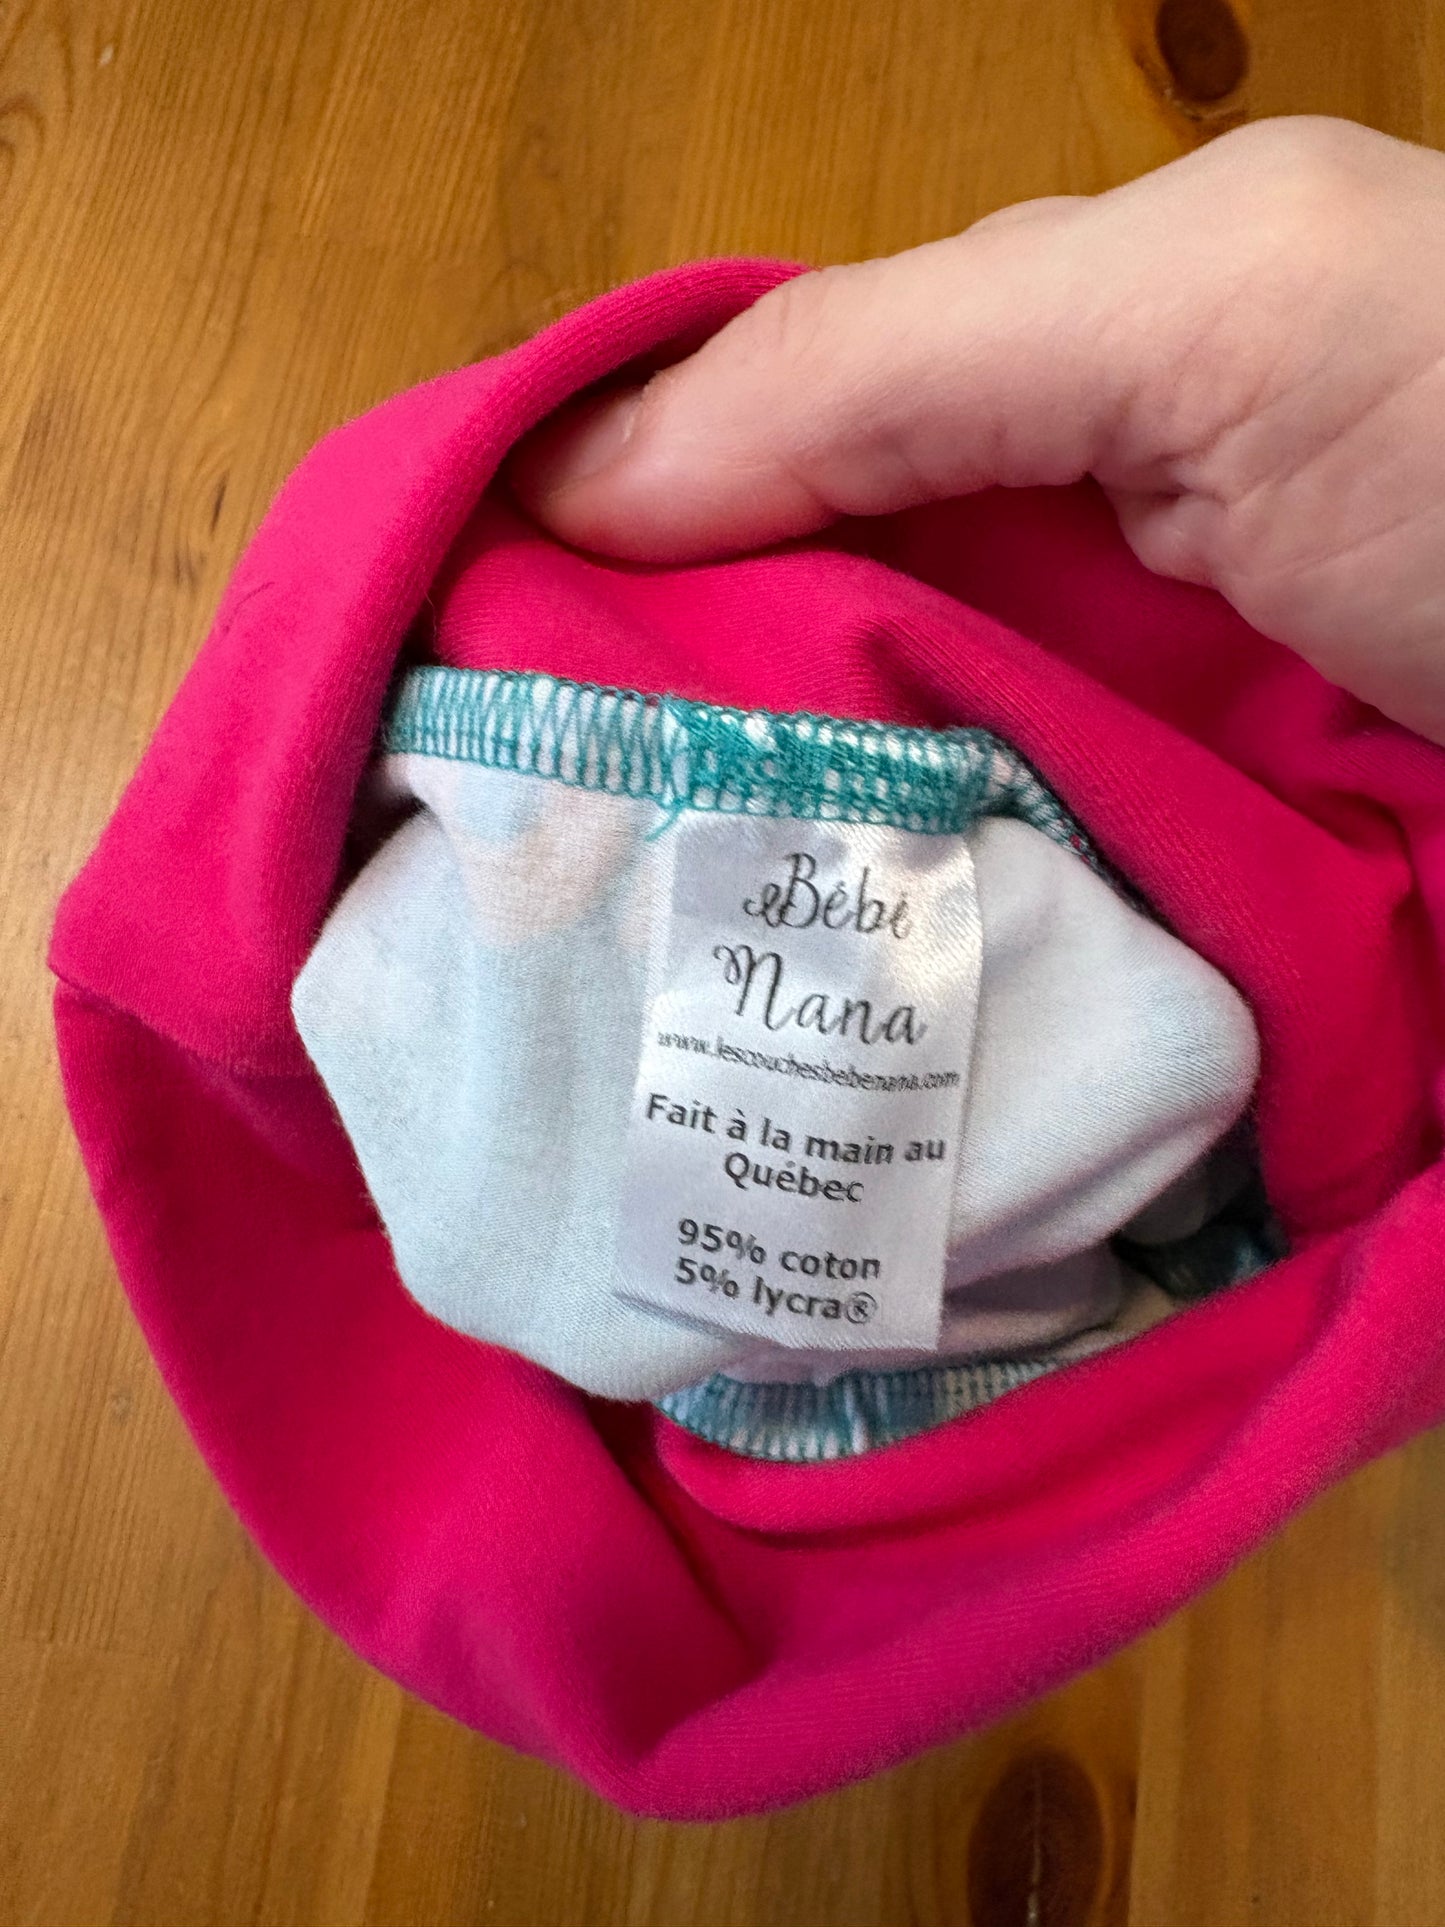 Bébé
Nana
www.lescouchesbebenana.com
Fait à la main au
Québec
95% coton
5% lycra®